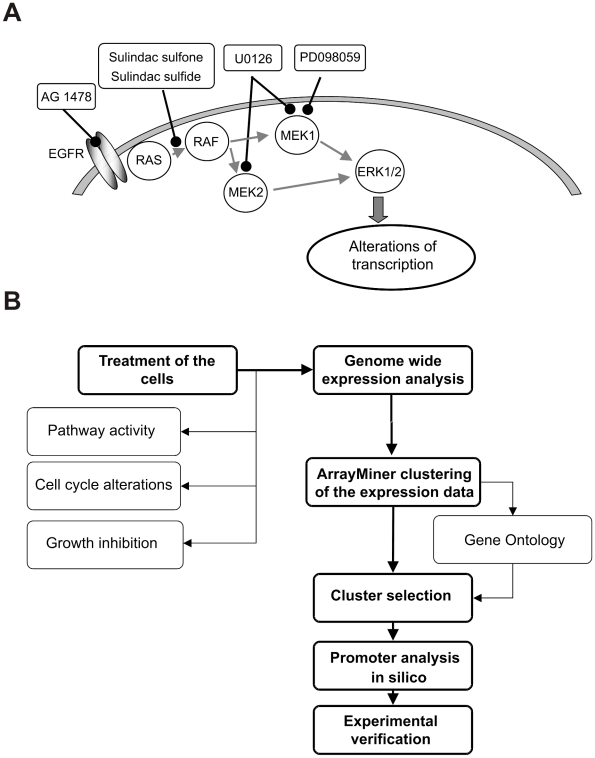 A
Sulindac sulfone
Sulindac sulfide
U0126
PD098059
AG 1478
EGFR
RAS
RAF
MEK1
MEK2
ERK1/2
Alterations of
transcription
B
Treatment of the
cells
Genome wide
expression analysis
Pathway activity
Cell cycle alterations
Growth inhibition
ArrayMiner clustering
of the expression data
Gene Ontology
Cluster selection
Promoter analysis
in silico
Experimental
verification